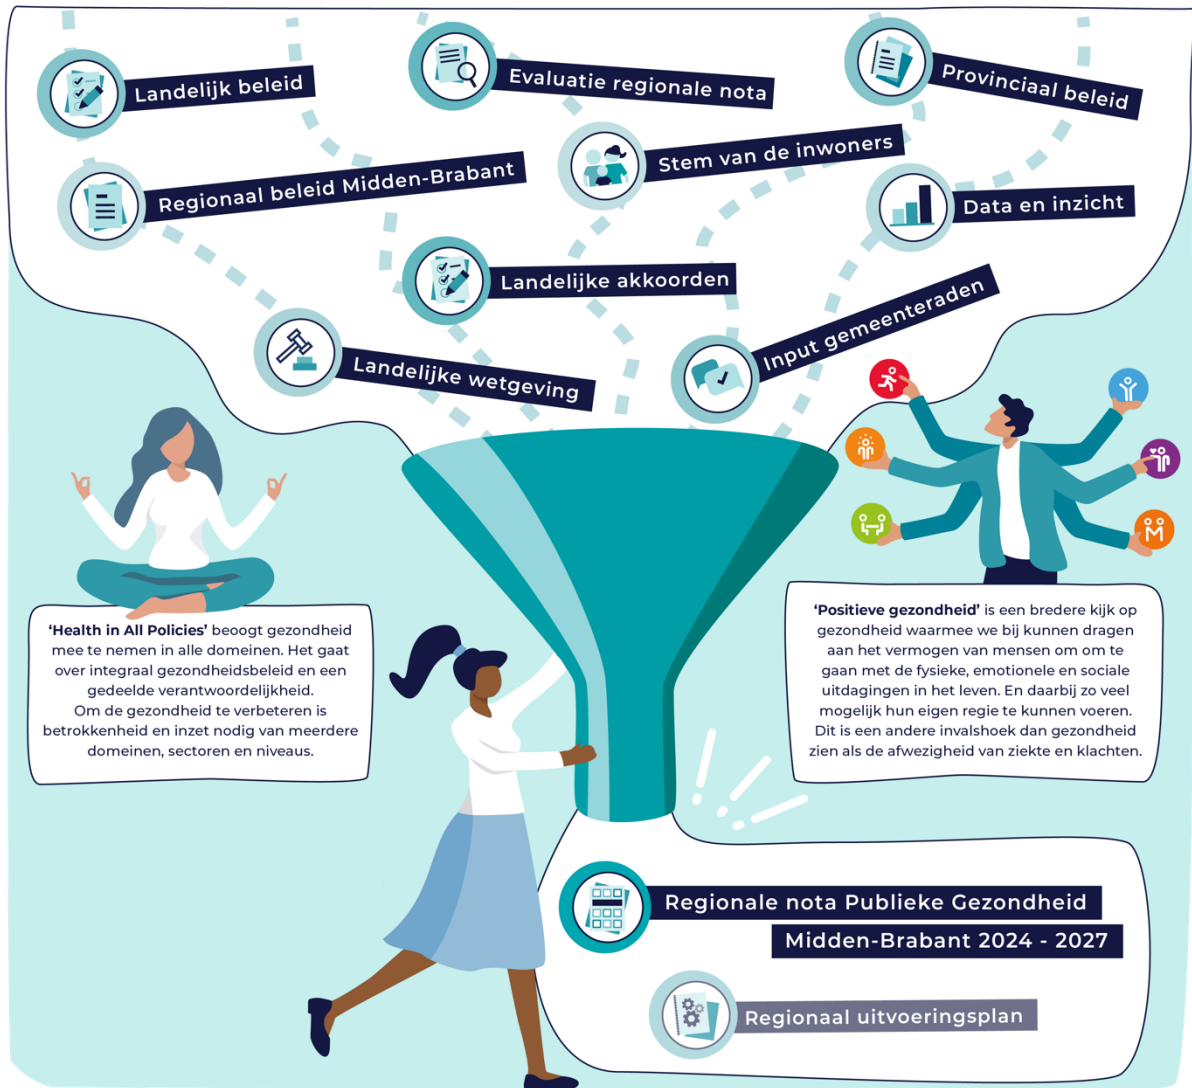 Landelijk beleid
Evaluatie regionale nota
Provinciaal beleid
Regionaal beleid Midden-Brabant
Stem van de inwoners
Data en inzicht
Landelijke akkoorden
Input gemeenteraden
Landelijke wetgeving
'Health in All Policies' beoogt gezondheid
mee te nemen in alle domeinen. Het gaat
over integraal gezondheidsbeleid en een
gedeelde verantwoordelijkheid.
Om de gezondheid te verbeteren is
betrokkenheid en inzet nodig van meerdere
domeinen, sectoren en niveaus.
'Positieve gezondheid' is een bredere kijk op
gezondheid waarmee we bij kunnen dragen
aan het vermogen van mensen om om te
gaan met de fysieke, emotionele en sociale
uitdagingen in het leven. En daarbij zo veel
mogelijk hun eigen regie te kunnen voeren.
Dit is een andere invalshoek dan gezondheid
zien als de afwezigheid van ziekte en klachten.
Regionale nota Publieke Gezondheid
Midden-Brabant 2024 - 2027
Regionaal uitvoeringsplan